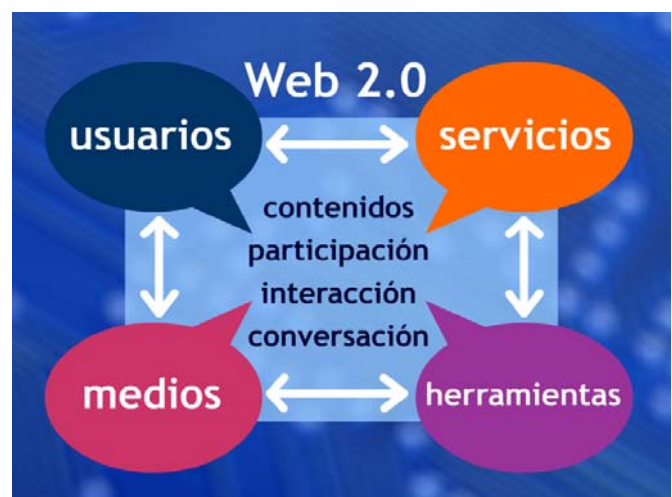 Web 2.0
usuarios
servicios
contenidos
participación
interacción
conversación
medios
herramientas